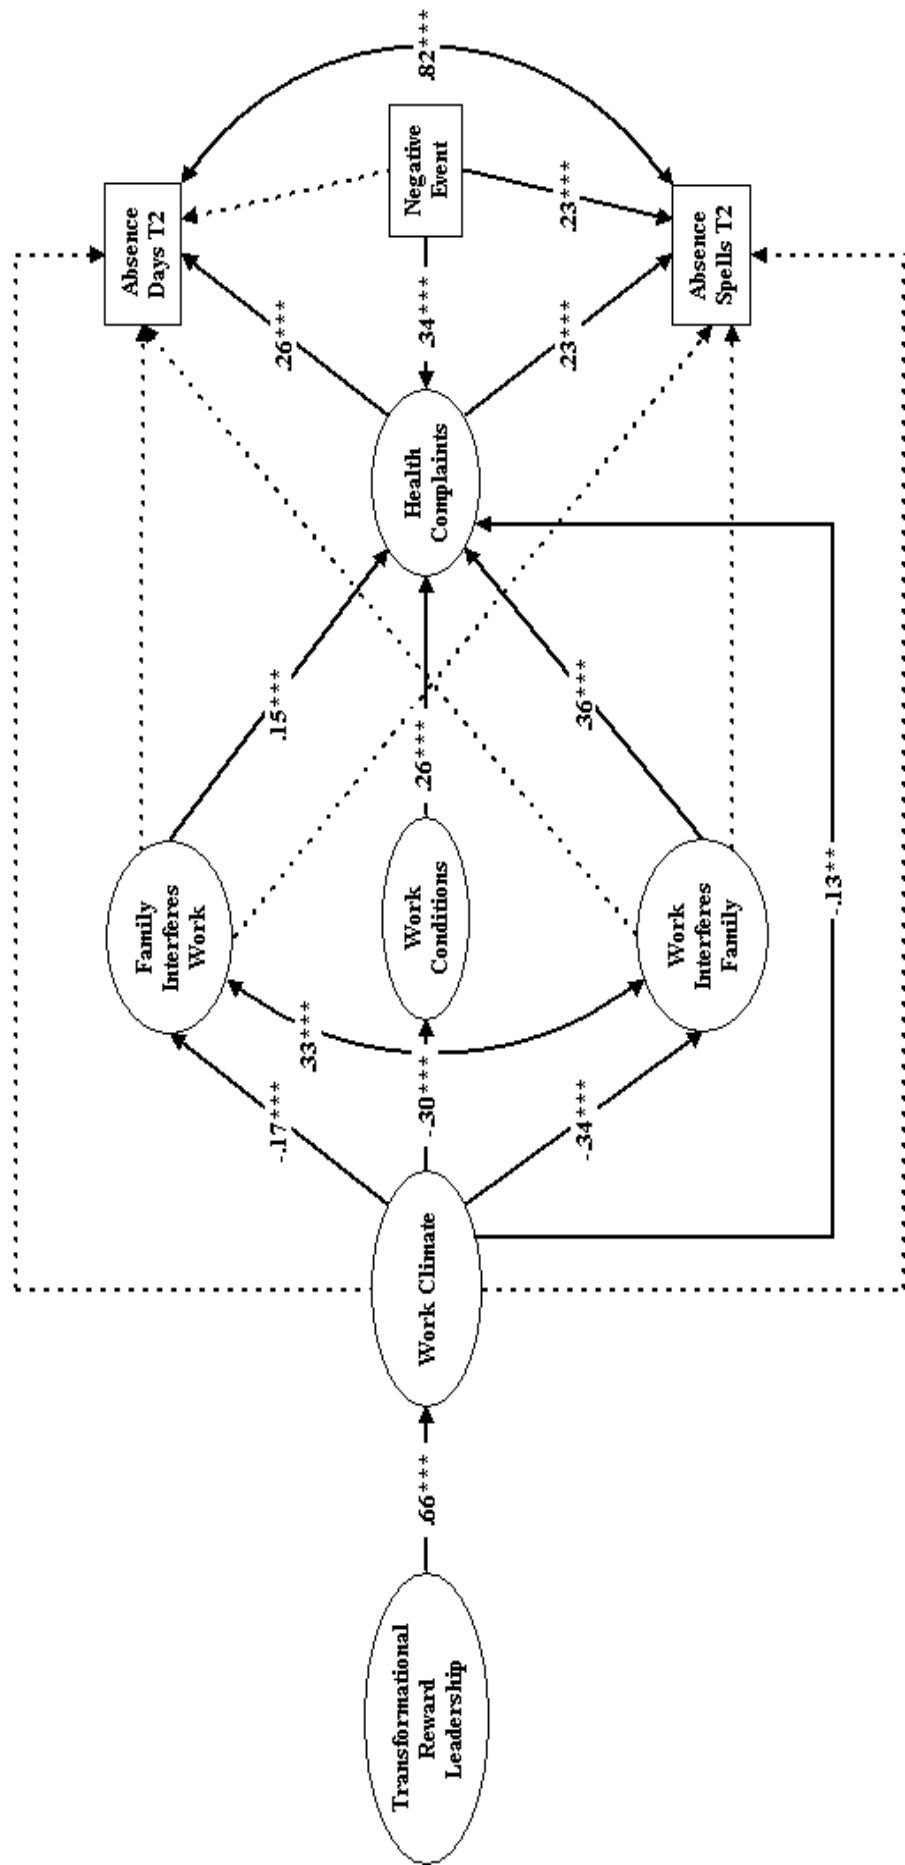 Transformational
Reward
Leadership
.66***
Work Climate
-.17***
-.30***
-.34***
-.13**
.33***
Family
Interferes
Work
Work
Conditions
Work
Interferes
Family
.15***
.26***
.36***
Health
Complaints
.26***
.34***
.23***
.23***
Absence
Days T2
Negative
Event
Absence
Spells T2
.82***